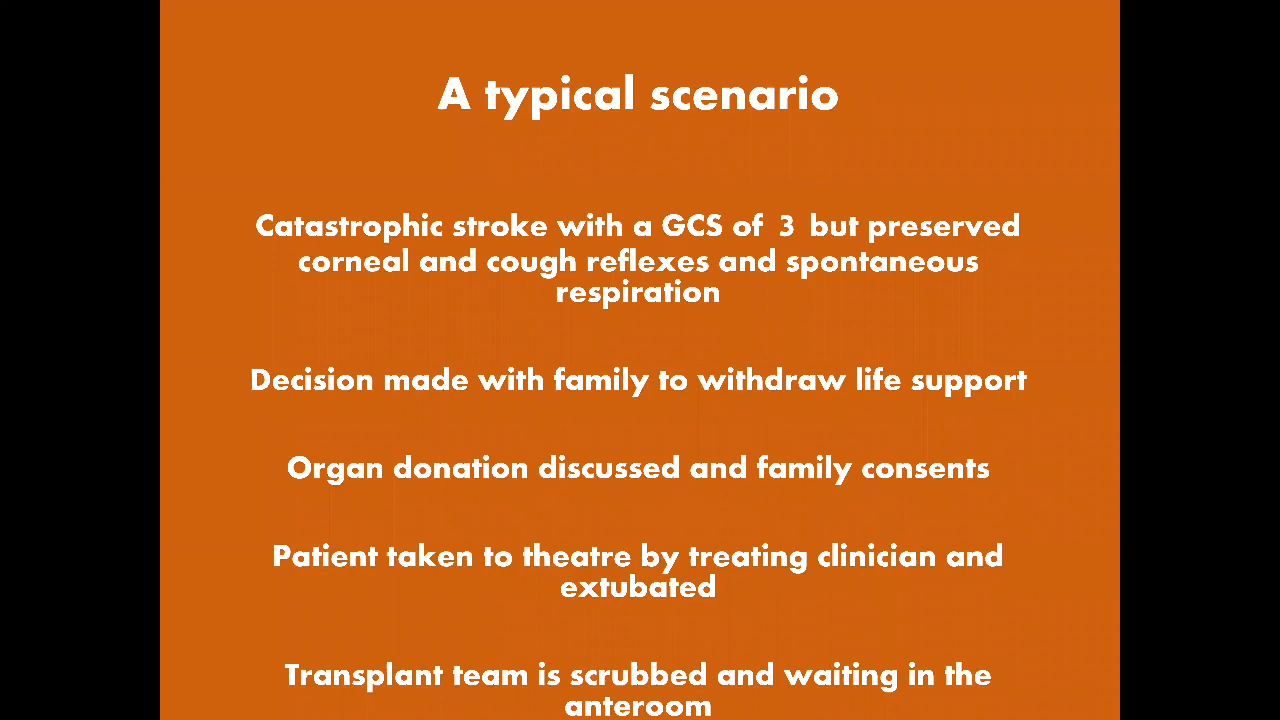 A typical scenario
Catastrophic stroke with a GCS of 3 but preserved
corneal and cough reflexes and spontaneous
respiration
Decision made with family to withdraw life support
Organ donation discussed and family consents
Patient taken to theatre by treating clinician and
extubated
Transplant team is scrubbed and waiting in the
anteroom